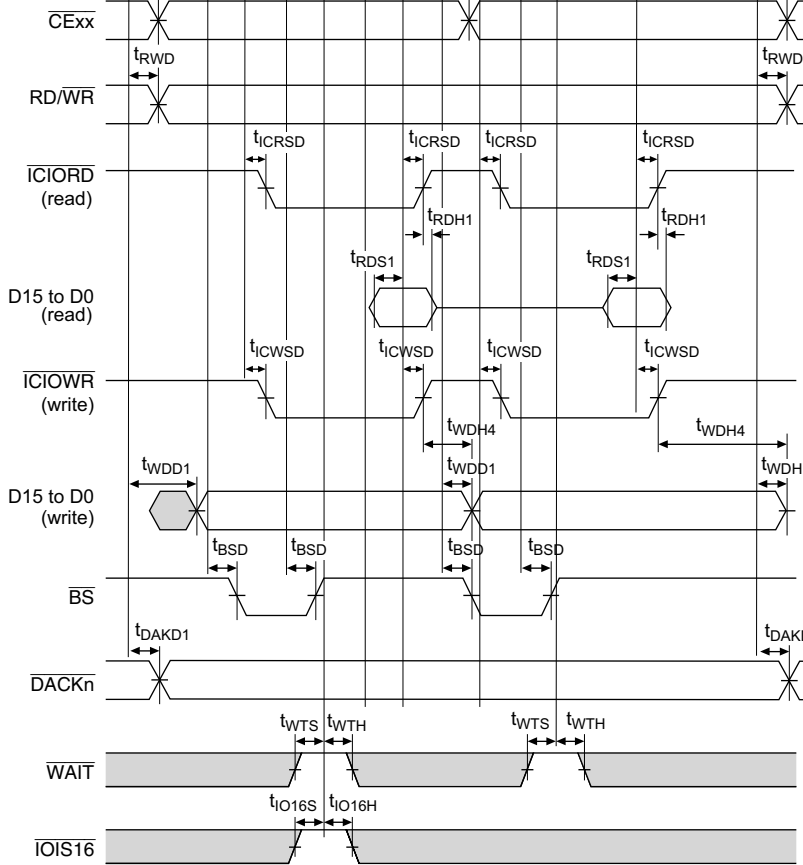 CExx
tRWD tRWD
RD/WR
tICRSD tICRSD tICRSD tICRSD
ICIORD
(read)
tRDH1 tRDH1
tRDS1 tRDS1
D15 to D0
(read)
tICWSD tICWSD tICWSD tICWSD
ICIOWR
(write)
tWDH4 tWDH4
tWDD1 tWDD1 tWDH
D15 to D0
(write)
tBSD tBSD tBSD tBSD
BS
tDAKD1 tDAKD
DACKn
tWTS tWTH tWTS tWTH
WAIT
tIO16S tIO16H
IOIS16